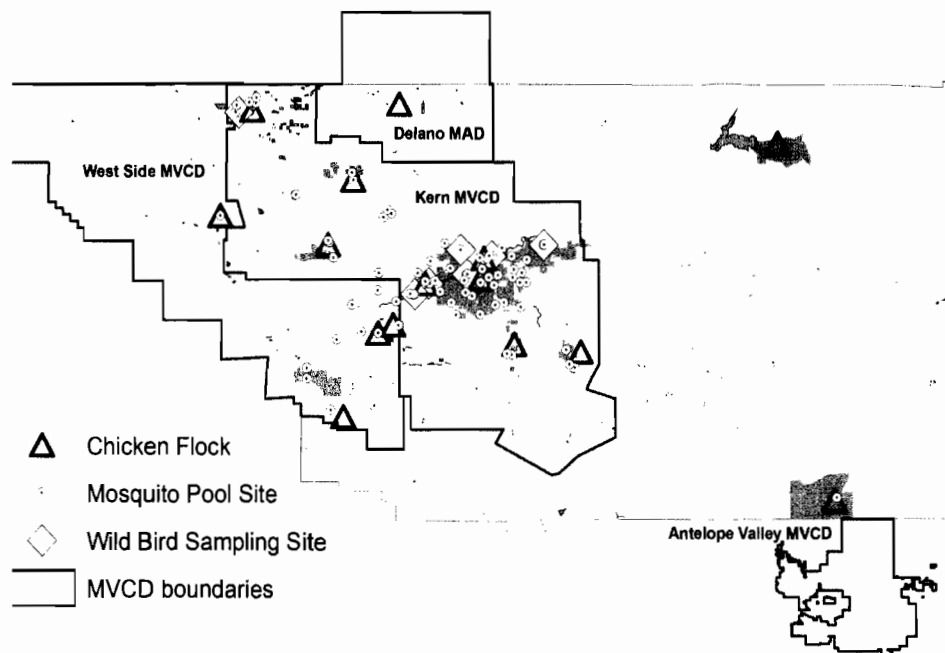 Delano MAD
West Side MVCD
Kern MVCD
Chicken Flock
Mosquito Pool Site
Wild Bird Sampling Site
Antelope Valley MVCD
MVCD boundaries